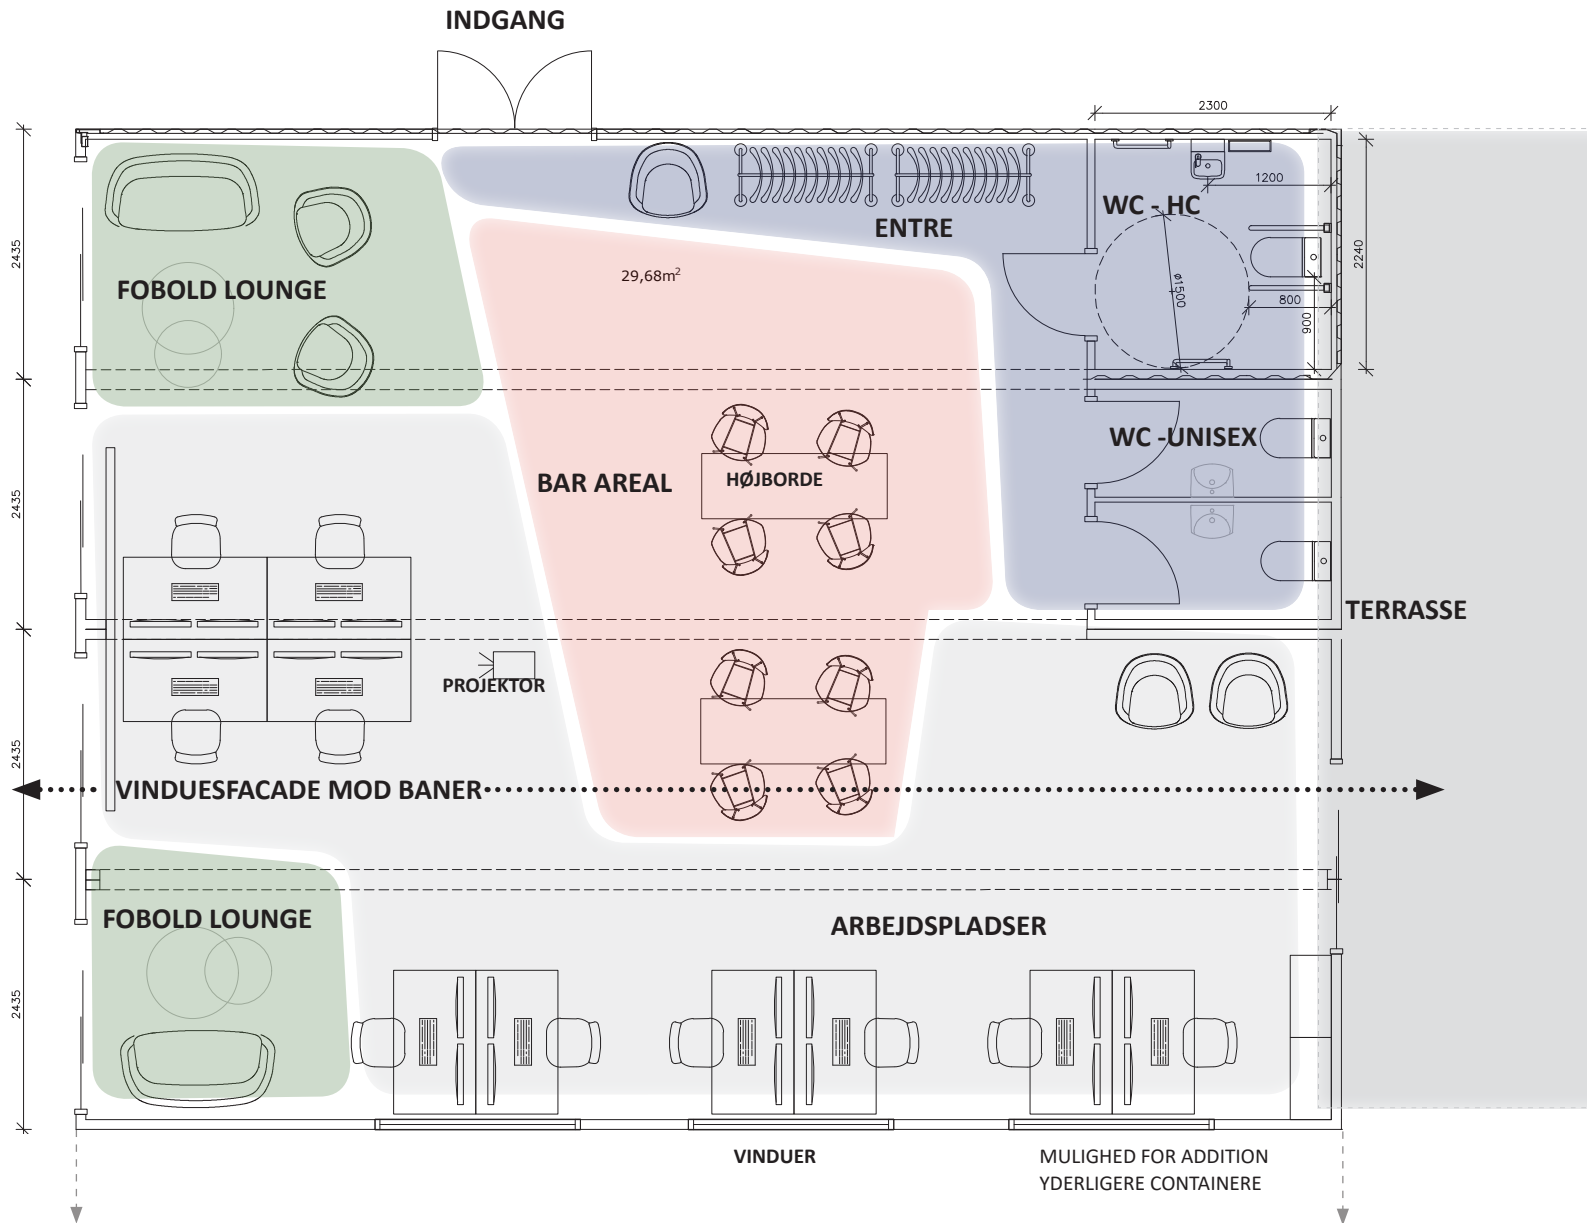 INDGANG
2300
1200
WC - HC
ENTRE
2435
2240
29,68m²
FOBOLD LOUNGE
ø1500
800
900
WC -UNISEX
BAR AREAL
HØJBORDE
2435
TERRASSE
PROJEKTOR
2435
VINDUESFACADE MOD BANER
FOBOLD LOUNGE
ARBEJDSPLADSER
2435
VINDUER
MULIGHED FOR ADDITION
YDERLIGERE CONTAINERE